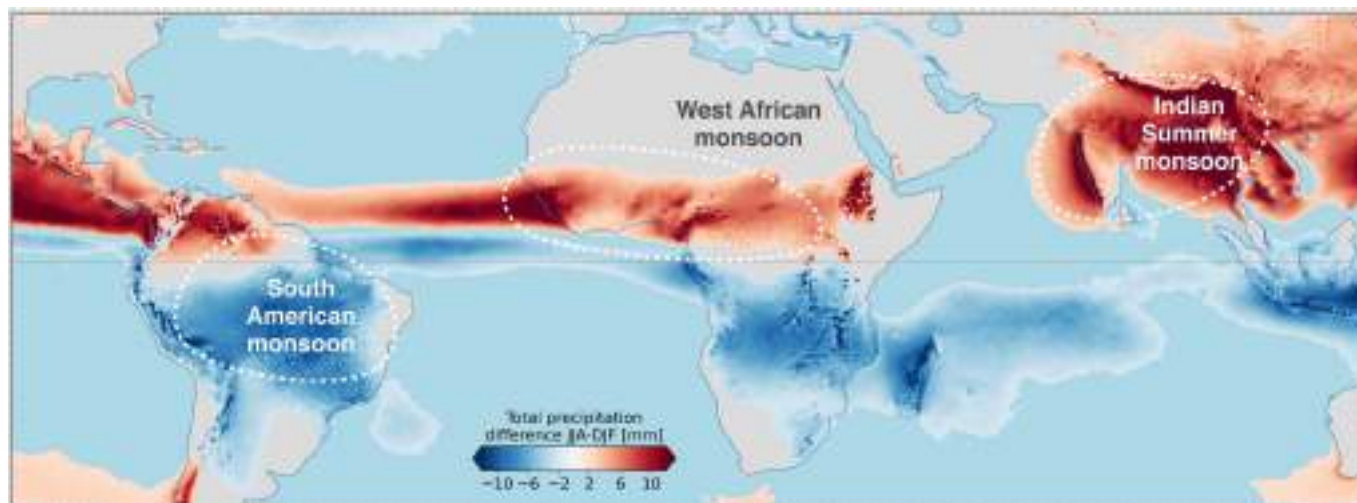 West African
monsoon
Indian
Summer
monsoon
South
American
monsoon
Total precipitation
difference JJA-DJF [mm]
−10 −6 −2 2 6 10